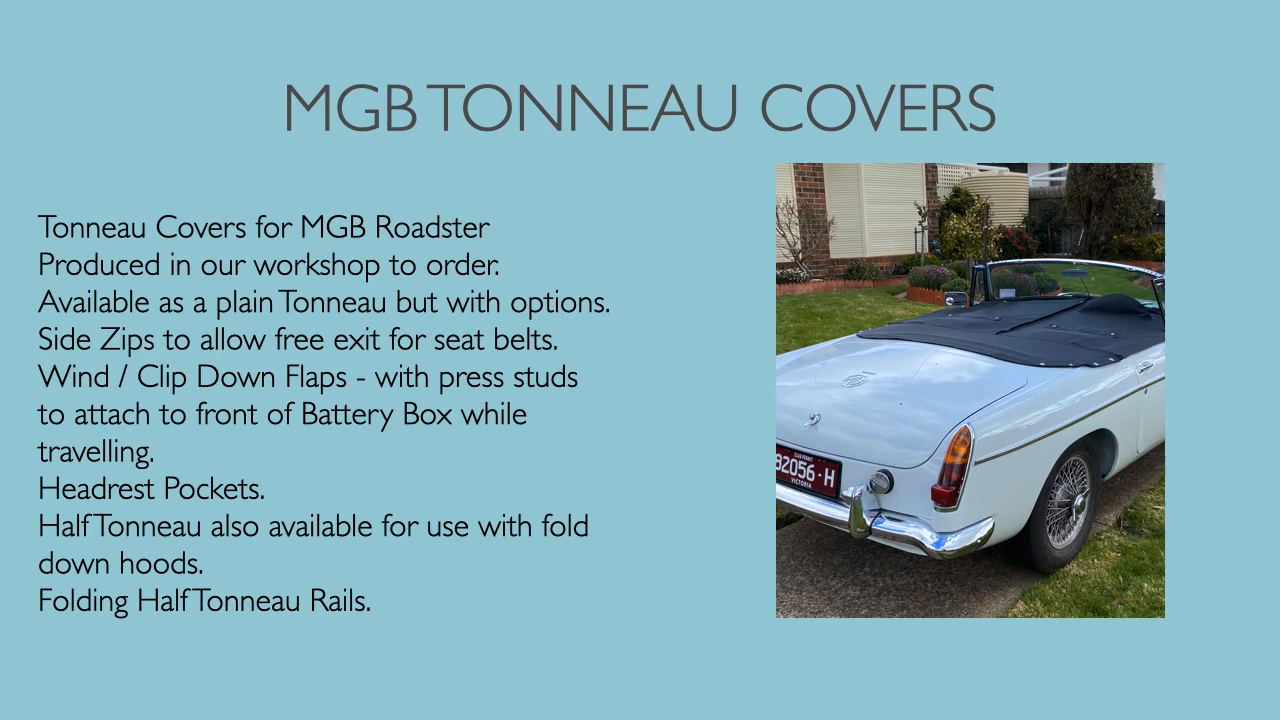 MGB TONNEAU COVERS
Tonneau Covers for MGB Roadster
Produced in our workshop to order.
Available as a plain Tonneau but with options.
Side Zips to allow free exit for seat belts.
Wind / Clip Down Flaps - with press studs
to attach to front of Battery Box while
travelling.
Headrest Pockets.
Half Tonneau also available for use with fold
down hoods.
Folding Half Tonneau Rails.
CLUB PERMIT
82056·H
VICTORIA